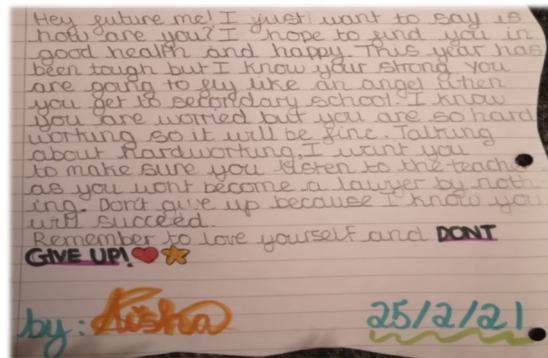 Hey future me! I just want to say is
how are you? I hope to find you in
good health and happy. This year has
been tough but I know your strong. You
are going to fly like an angel when
you get to secondary school. I know
you are worried but you are so hard
working so it will be fine. Talking
about hardworking, I want you
to make sure you listen to the teacher
as you wont become a lawyer by noth
ing. Don't give up because I know you
will succeed.
Remember to love yourself and DONT
GIVE UP!
by: Aisha
25/2/21